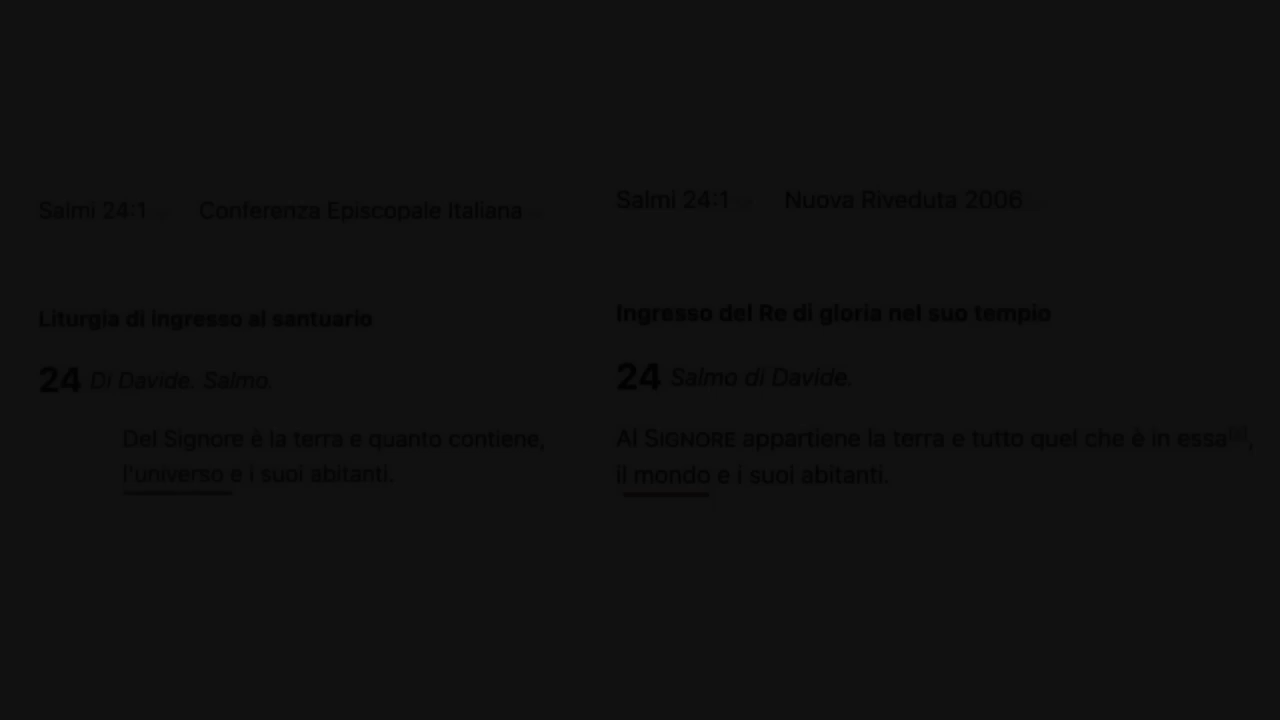 Salmi 24:1 Conferenza Episcopale Italiana
Liturgia di ingresso al santuario
24 Di Davide. Salmo.
Del Signore è la terra e quanto contiene,
l'universo e i suoi abitanti.
Salmi 24:1 Nuova Riveduta 2006
Ingresso del Re di gloria nel suo tempio
24 Salmo di Davide.
Al SIGNORE appartiene la terra e tutto quel che è in essa,
il mondo e i suoi abitanti.